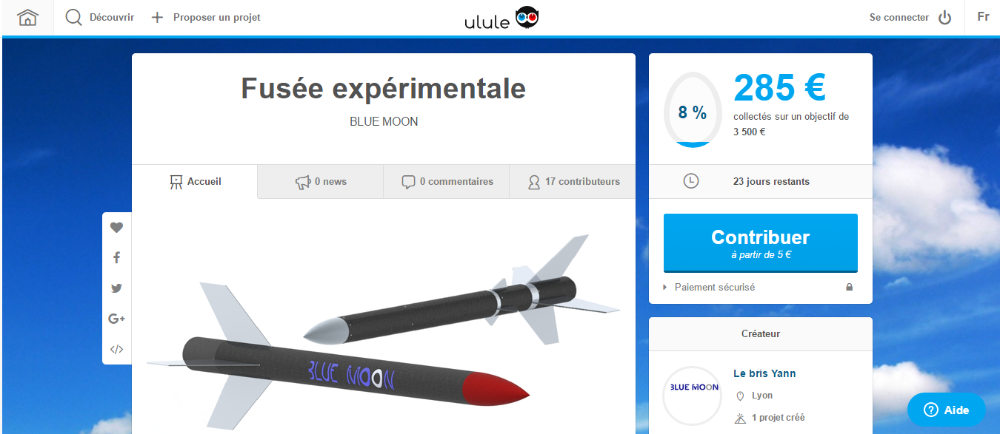 Découvrir
Proposer un projet
ulule
Se connecter
Fr
Fusée expérimentale
BLUE MOON
Accueil
0 news
0 commentaires
17 contributeurs
BLUE MOON
8 %
285 €
collectés sur un objectif de
3 500 €
23 jours restants
Contribuer
à partir de 5 €
Paiement sécurisé
Créateur
BLUE MOON
Le bris Yann
Lyon
1 projet créé
Aide